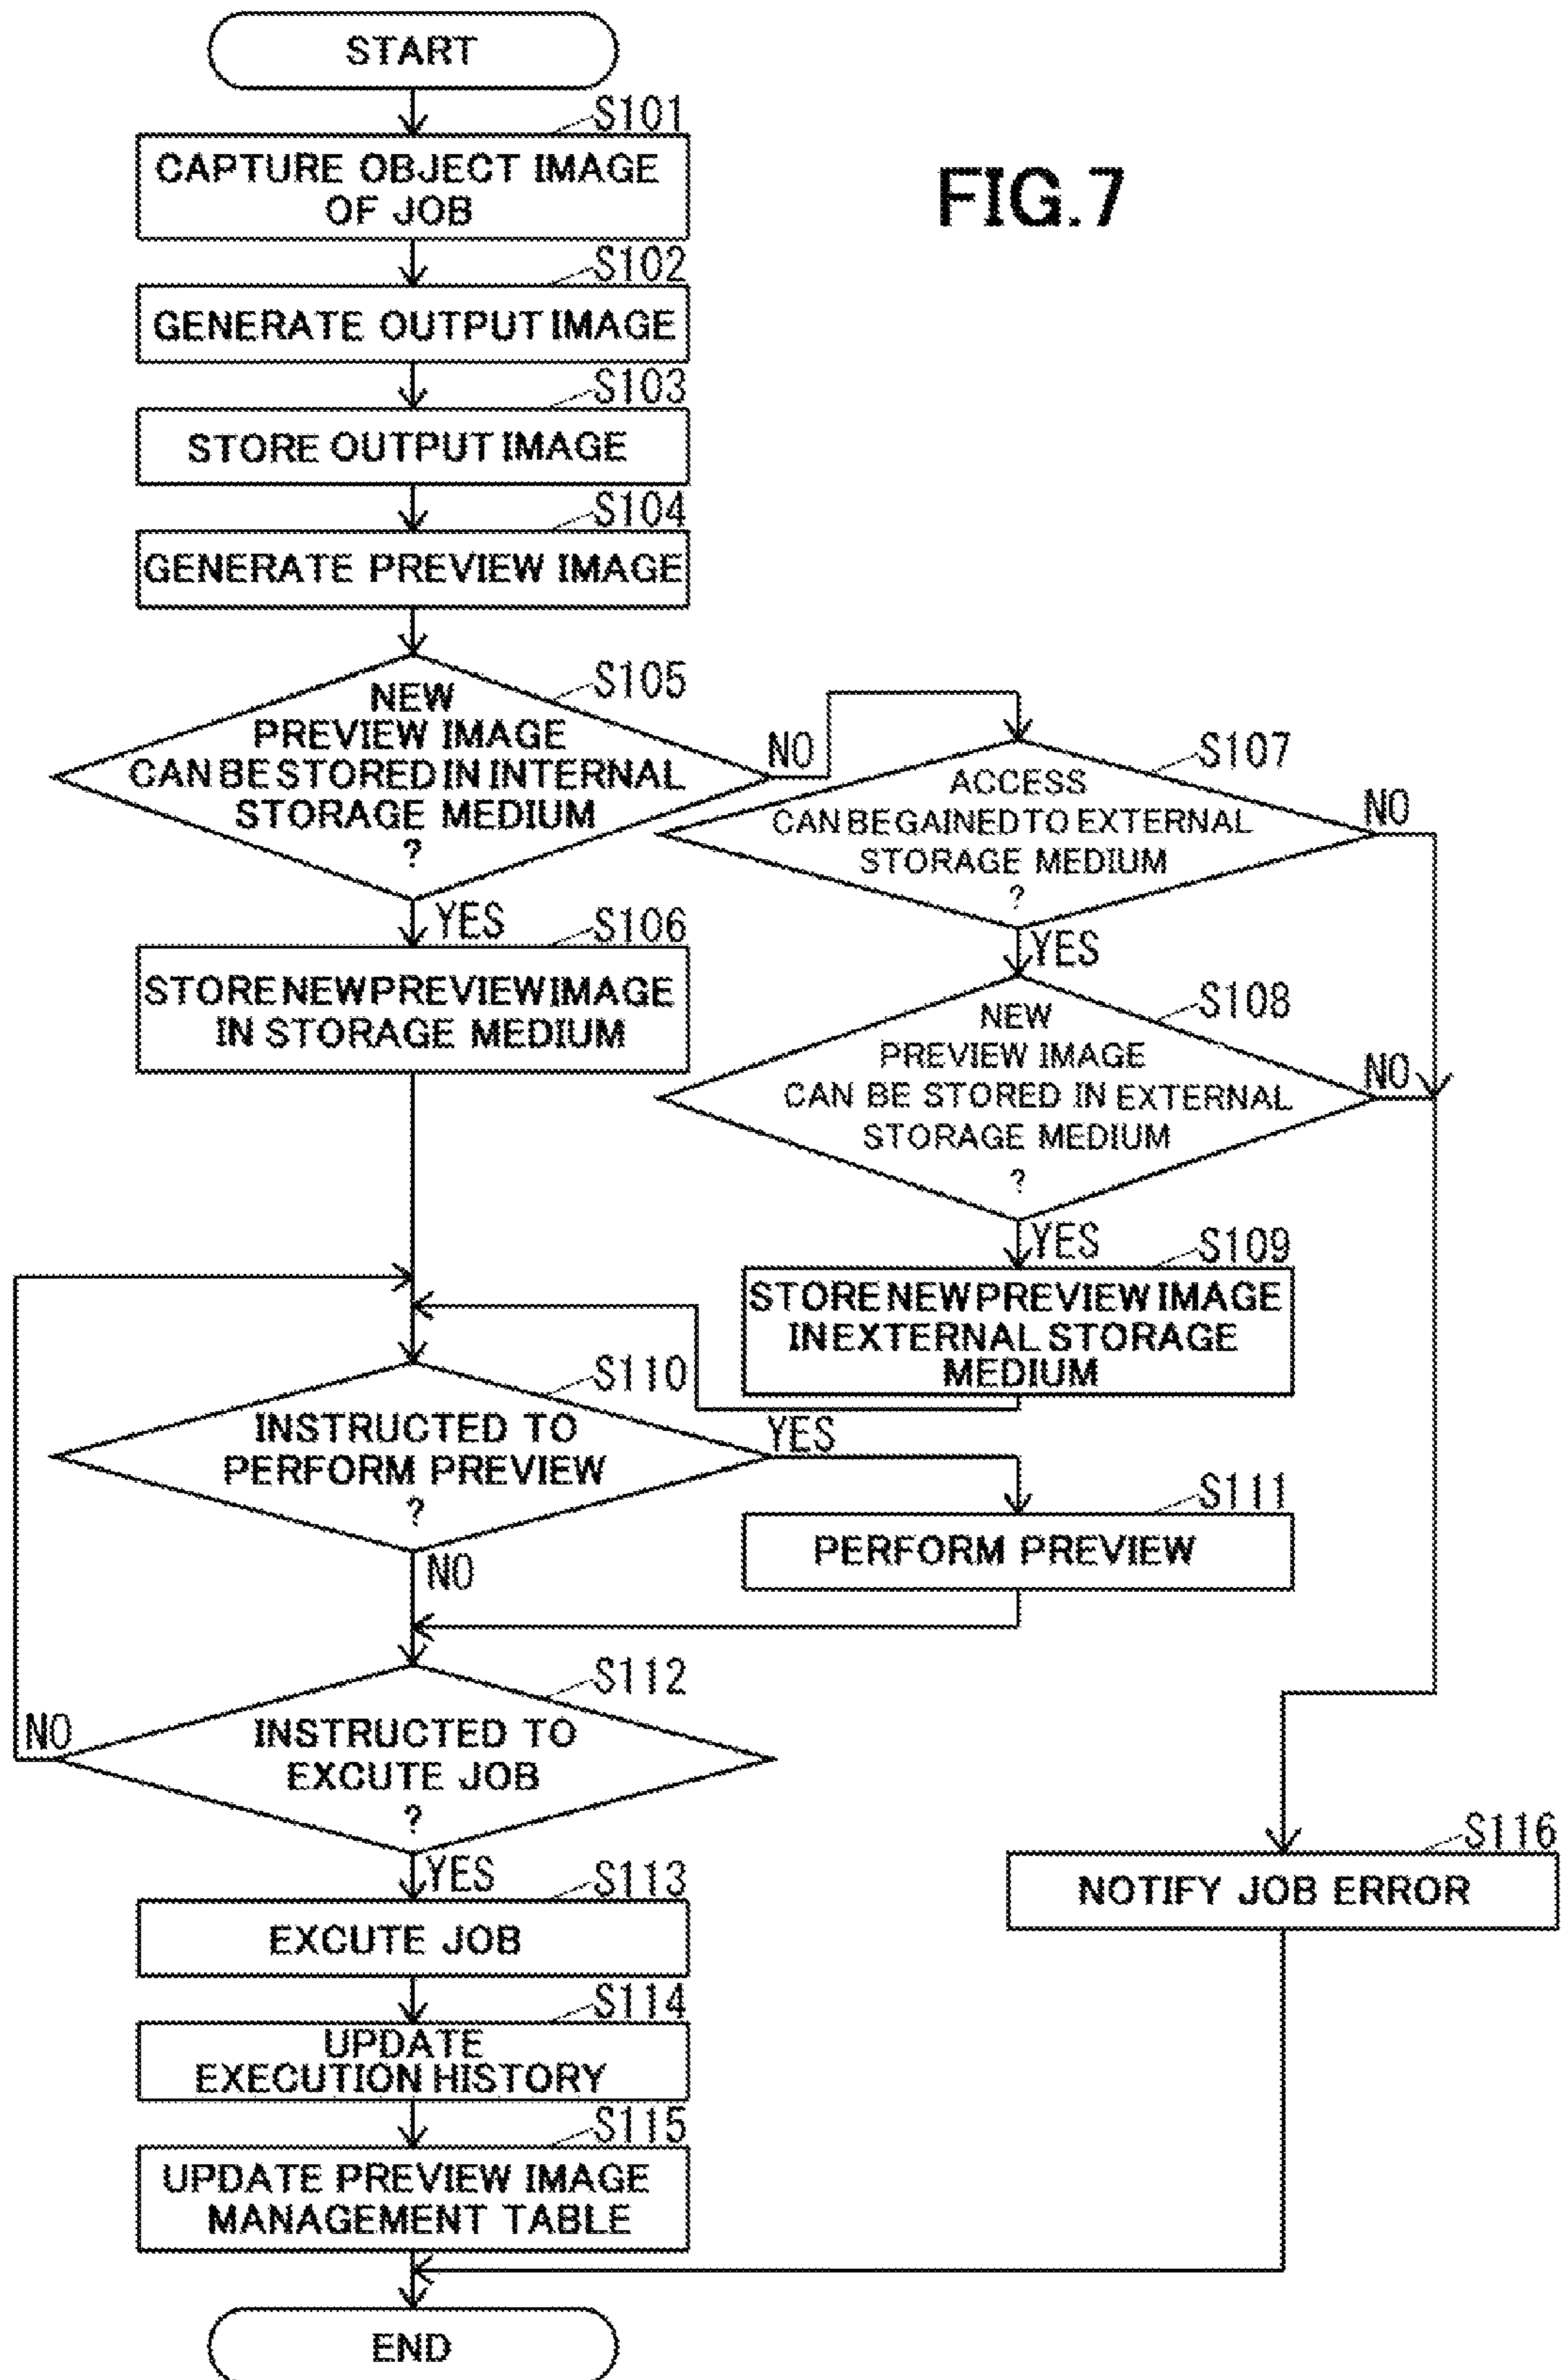 START
S101
CAPTURE OBJECT IMAGE
OF JOB
FIG.7
S102
GENERATE OUTPUT IMAGE
S103
STORE OUTPUT IMAGE
S104
GENERATE PREVIEW IMAGE
S105
NEW
PREVIEW IMAGE
CAN BE STORED IN INTERNAL
STORAGE MEDIUM
?
NO
YES
S107
ACCESS
CAN BE GAINED TO EXTERNAL
STORAGE MEDIUM
?
NO
YES
S106
STORE NEW PREVIEW IMAGE
IN STORAGE MEDIUM
S108
NEW
PREVIEW IMAGE
CAN BE STORED IN EXTERNAL
STORAGE MEDIUM
?
NO
YES
S109
STORE NEW PREVIEW IMAGE
IN EXTERNAL STORAGE
MEDIUM
S110
INSTRUCTED TO
PERFORM PREVIEW
?
YES
NO
S111
PERFORM PREVIEW
S112
INSTRUCTED TO
EXCUTE JOB
?
NO
YES
S113
EXCUTE JOB
S116
NOTIFY JOB ERROR
S114
UPDATE
EXECUTION HISTORY
S115
UPDATE PREVIEW IMAGE
MANAGEMENT TABLE
END